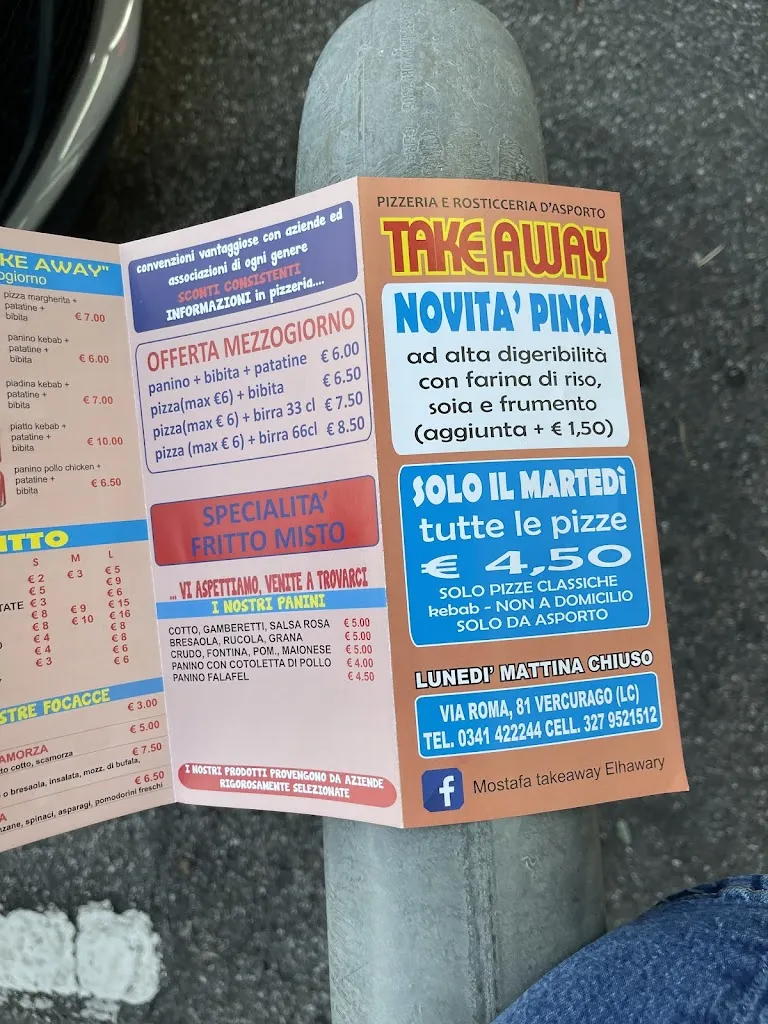 KE AWAY"
ogiorno
pizza margherita +
patatine +
bibita € 7.00
panino kebab +
patatine +
bibita € 6.00
piadina kebab +
patatine +
bibita € 7.00
piatto kebab +
patatine +
bibita € 10.00
panino pollo chicken +
patatine +
bibita € 6.50
ITTO
S M L
€ 2 € 3 € 5
€ 5 € 9
TATE € 3 € 6
€ 8 € 9 € 15
€ 8 € 10 € 16
€ 4 € 8
€ 4 € 8
€ 3 € 6
€ 6
STRE FOCACCE
€ 3.00
€ 5.00
AMORZA
to cotto, scamorza € 7.50
o bresaola, insalata, mozz. di bufala,
€ 6.50
zane, spinaci, asparagi, pomodorini freschi
convenzioni vantaggiose con aziende ed
associazioni di ogni genere
SCONTI CONSISTENTI
INFORMAZIONI in pizzeria....
OFFERTA MEZZOGIORNO
panino + bibita + patatine € 6.00
pizza(max €6) + bibita € 6.50
pizza(max € 6) + birra 33 cl € 7.50
pizza (max € 6) + birra 66cl € 8.50
SPECIALITA'
FRITTO MISTO
... VI ASPETTIAMO, VENITE A TROVARCI
I NOSTRI PANINI
COTTO, GAMBERETTI, SALSA ROSA € 5.00
BRESAOLA, RUCOLA, GRANA € 5.00
CRUDO, FONTINA, POM., MAIONESE € 5.00
PANINO CON COTOLETTA DI POLLO € 4.00
PANINO FALAFEL € 4.50
I NOSTRI PRODOTTI PROVENGONO DA AZIENDE
RIGOROSAMENTE SELEZIONATE
PIZZERIA E ROSTICCERIA D'ASPORTO
TAKE AWAY
NOVITA' PINSA
ad alta digeribilità
con farina di riso,
soia e frumento
(aggiunta + € 1,50)
SOLO IL MARTEDì
tutte le pizze
€ 4,50
SOLO PIZZE CLASSICHE
kebab - NON A DOMICILIO
SOLO DA ASPORTO
LUNEDI' MATTINA CHIUSO
VIA ROMA, 81 VERCURAGO (LC)
TEL. 0341 422244 CELL. 327 9521512
f Mostafa takeaway Elhawary